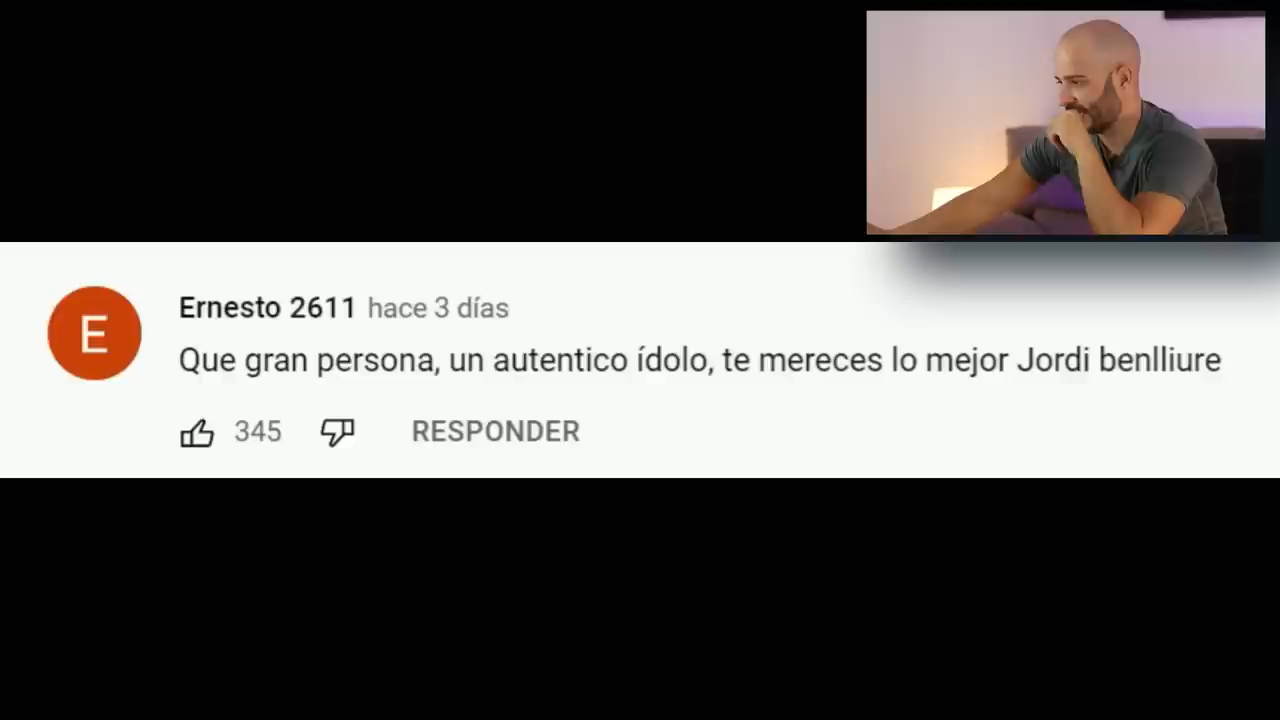 E
Ernesto 2611 hace 3 días
Que gran persona, un autentico ídolo, te mereces lo mejor Jordi benlliure
345 RESPONDER